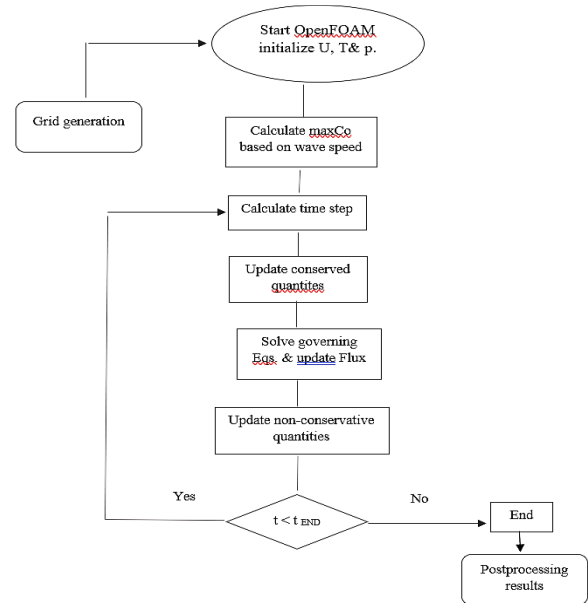 Start OpenFOAM
initialize U, T& p.
Grid generation
Calculate maxCo
based on wave speed
Calculate time step
Update conserved
quantites
Solve governing
Eqs. & update Flux
Update non-conservative
quantities
Yes
No
t < t END
End
Postprocessing
results